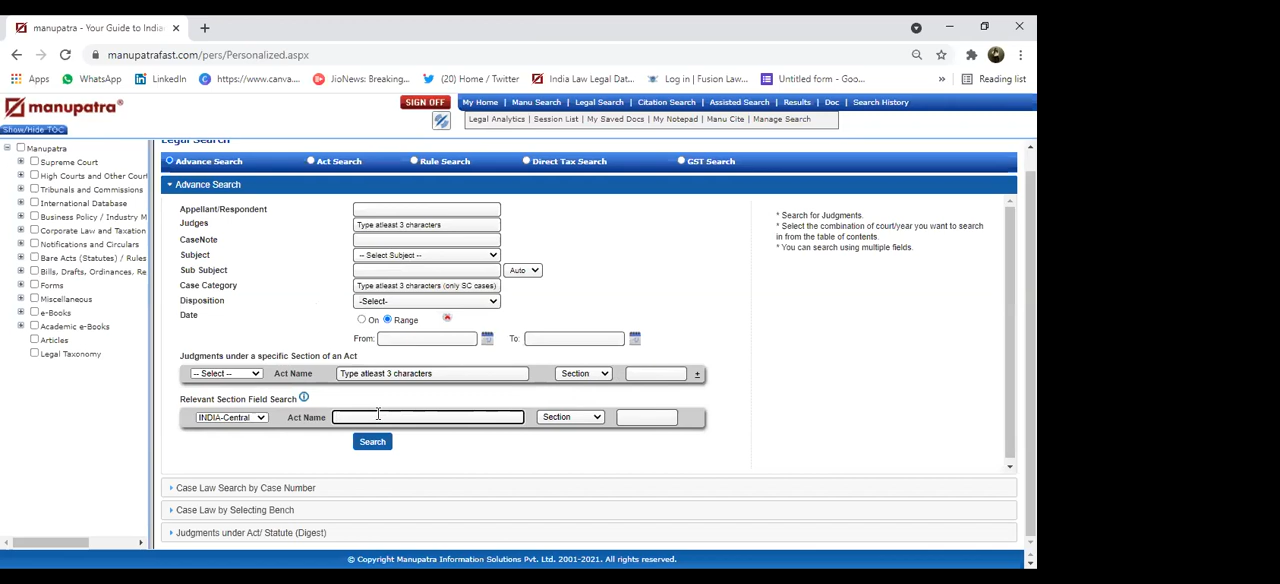 manupatra - Your Guide to India
manupatrafast.com/pers/Personalized.aspx
Apps WhatsApp LinkedIn https://www.canva.... JioNews: Breaking... (20) Home / Twitter India Law Legal Dat... Log in | Fusion Law... Untitled form - Goo... » Reading list
manupatra®
SIGN OFF My Home | Manu Search | Legal Search | Citation Search | Assisted Search | Results | Doc | Search History
Legal Analytics | Session List | My Saved Docs | My Notepad | Manu Cite | Manage Search
Show/Hide TOC
Manupatra
Supreme Court
High Courts and Other Court
Tribunals and Commissions
International Database
Business Policy / Industry M
Corporate Law and Taxation
Notifications and Circulars
Bare Acts (Statutes) / Rules
Bills, Drafts, Ordinances, Re
Forms
Miscellaneous
e-Books
Academic e-Books
Articles
Legal Taxonomy
Legal Search
Advance Search Act Search Rule Search Direct Tax Search GST Search
Advance Search
Appellant/Respondent
Judges Type atleast 3 characters
CaseNote
Subject -- Select Subject --
Sub Subject Auto
Case Category Type atleast 3 characters (only SC cases)
Disposition -Select-
Date On Range
From: To:
Judgments under a specific Section of an Act
-- Select -- Act Name Type atleast 3 characters Section ±
Relevant Section Field Search
INDIA-Central Act Name Section
Search
* Search for Judgments.
* Select the combination of court/year you want to search
in from the table of contents.
* You can search using multiple fields.
Case Law Search by Case Number
Case Law by Selecting Bench
Judgments under Act/ Statute (Digest)
© Copyright Manupatra Information Solutions Pvt. Ltd. 2001-2021. All rights reserved.